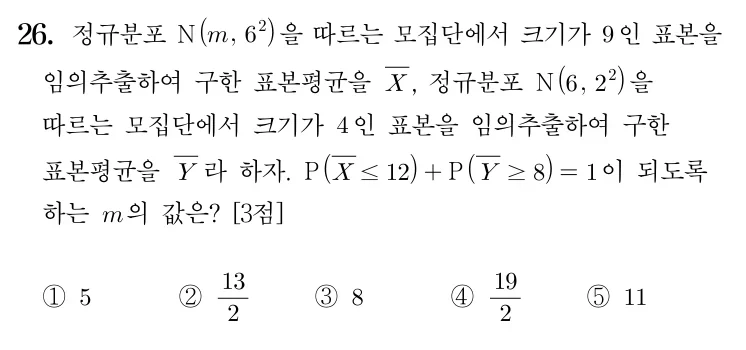 26. 정규분포 N(m, 6²)을 따르는 모집단에서 크기가 9인 표본을
임의추출하여 구한 표본평균을 X̅, 정규분포 N(6, 2²)을
따르는 모집단에서 크기가 4인 표본을 임의추출하여 구한
표본평균을 Y̅라 하자. P(X̅ ≤ 12) + P(Y̅ ≥ 8) = 1이 되도록
하는 m의 값은? [3점]
① 5 ② 13/2 ③ 8 ④ 19/2 ⑤ 11